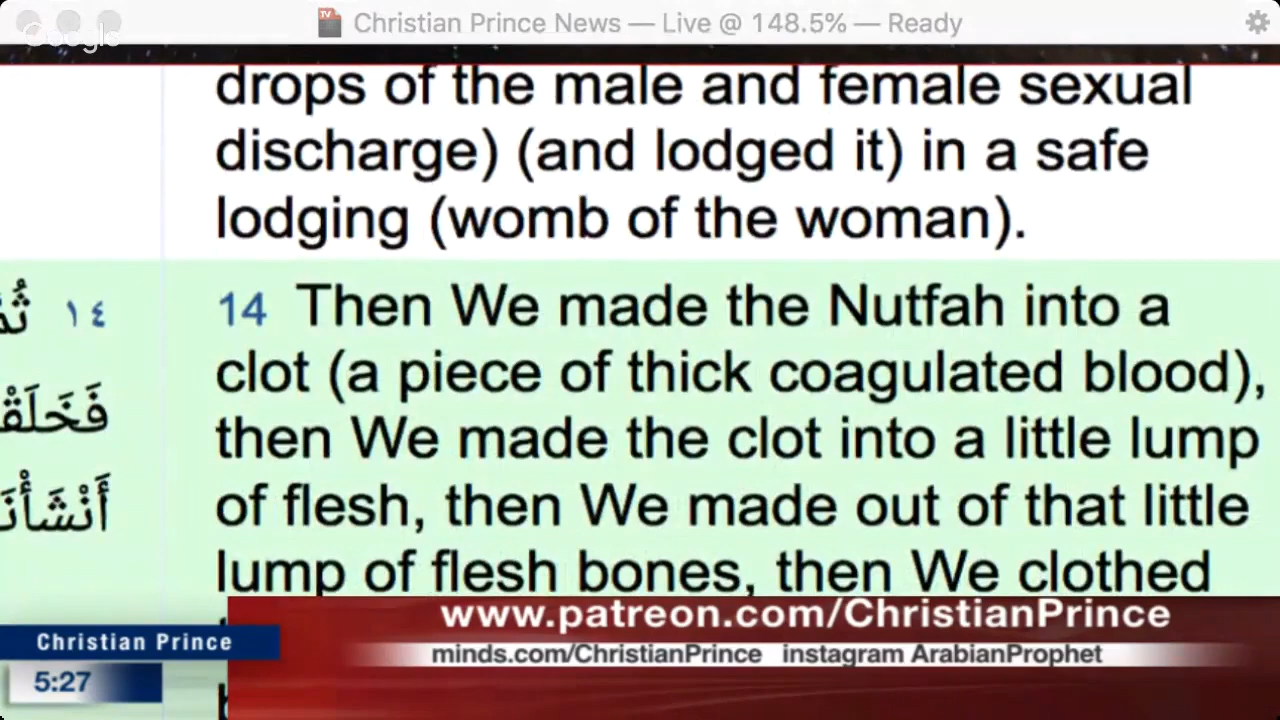 Christian Prince News — Live @ 148.5% — Ready
Google
drops of the male and female sexual
discharge) (and lodged it) in a safe
lodging (womb of the woman).
١٤
14 Then We made the Nutfah into a
clot (a piece of thick coagulated blood),
then We made the clot into a little lump
of flesh, then We made out of that little
lump of flesh bones, then We clothed
www.patreon.com/ChristianPrince
Christian Prince
minds.com/ChristianPrince instagram ArabianProphet
5:27